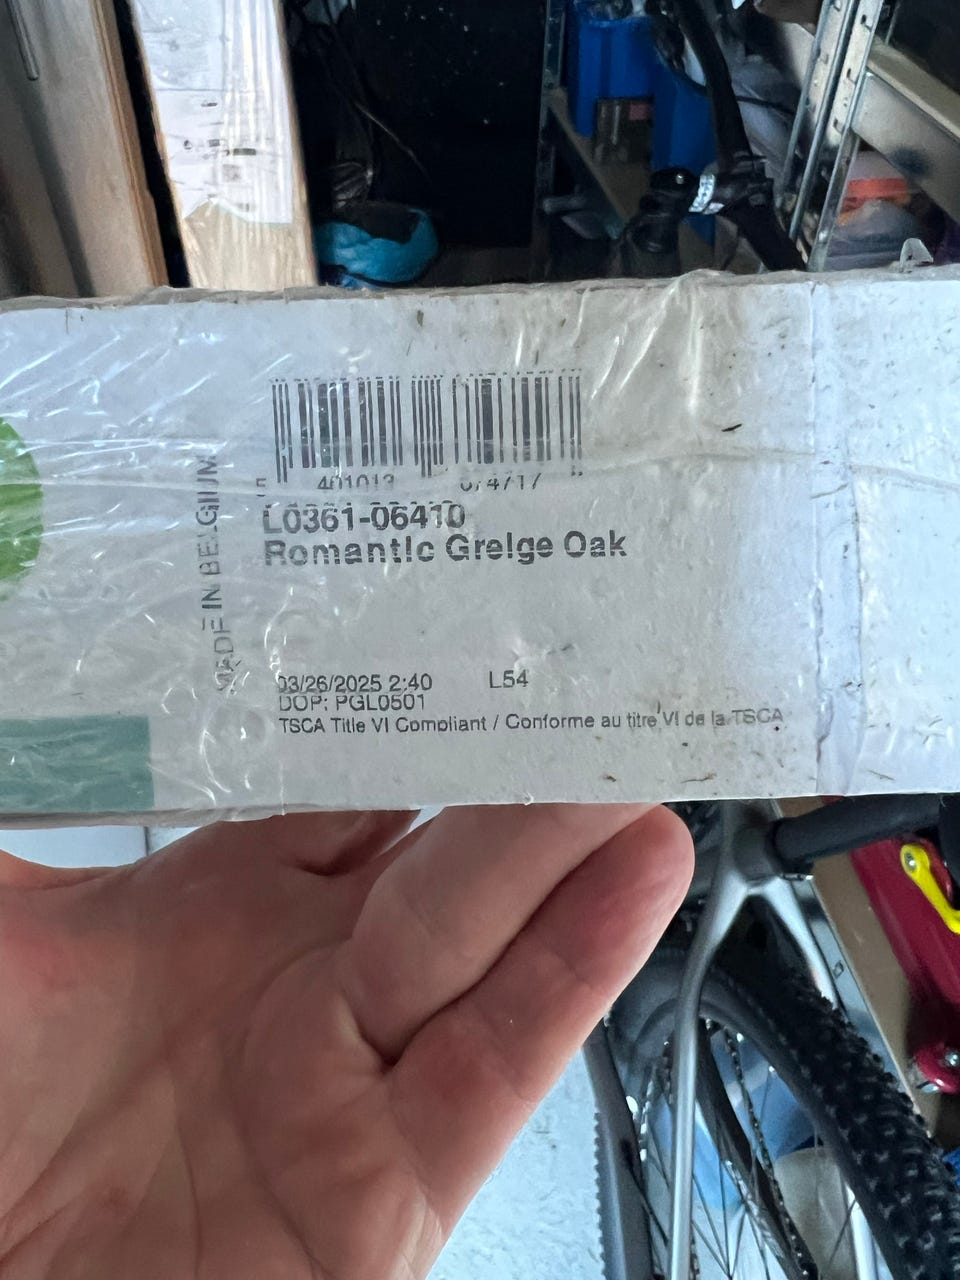 5 401013 074717
L0361-06410
Romantic Greige Oak
MADE IN BELGIUM
03/26/2025 2:40 L54
DOP: PGL0501
TSCA Title VI Compliant / Conforme au titre VI de la TSCA